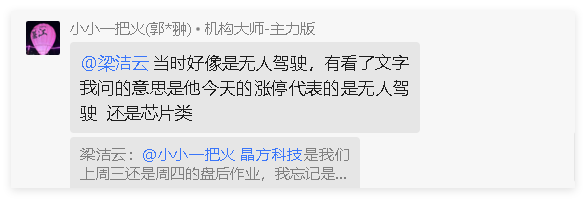 小小一把火(郭*翀) • 机构大师-主力版
@梁洁云 当时好像是无人驾驶，有看了文字
我问的意思是他今天的涨停代表的是无人驾
驶 还是芯片类
梁洁云：@小小一把火 晶方科技是我们
上周三还是周四的盘后作业，我忘记是...